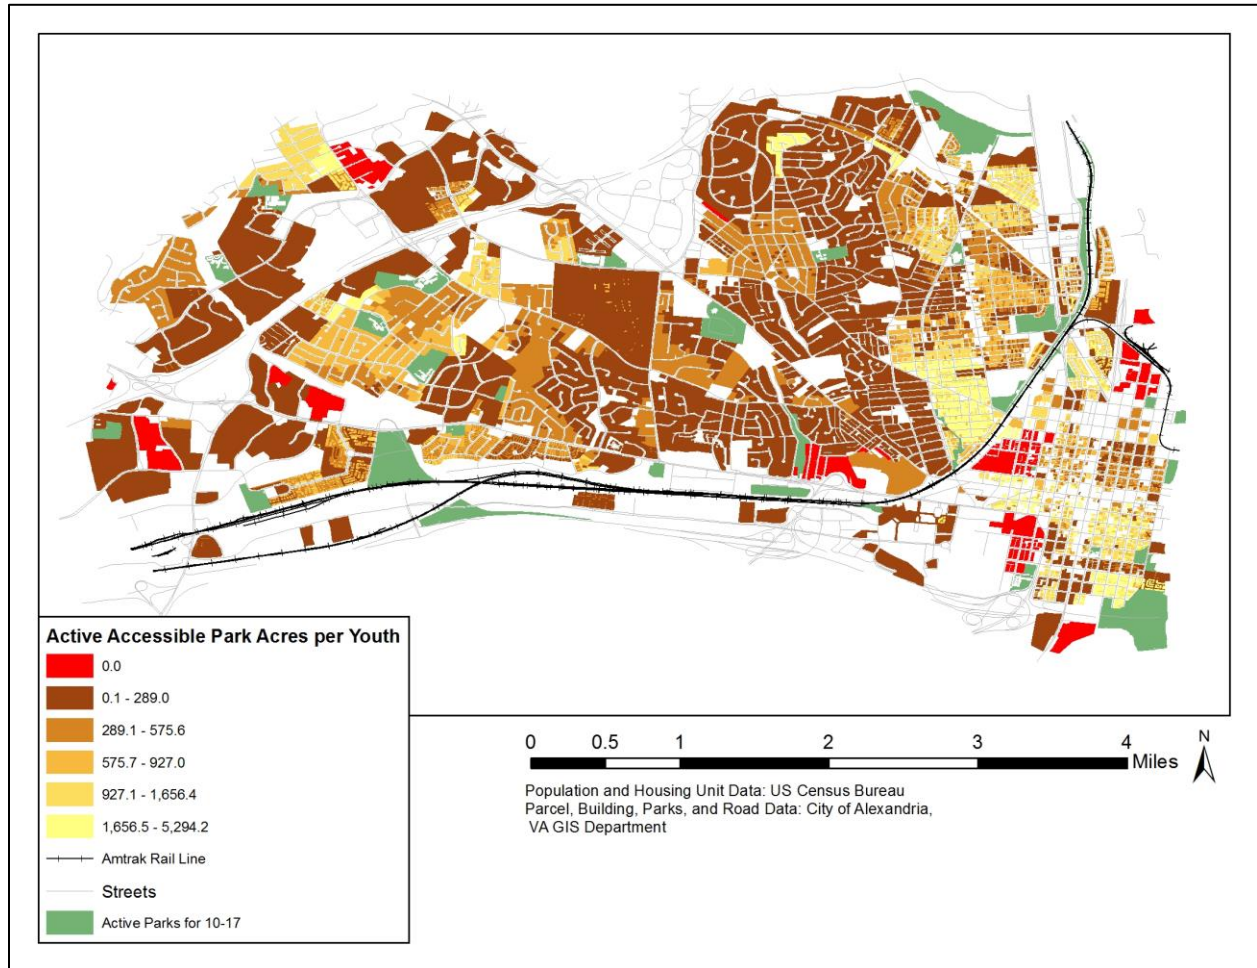 Active Accessible Park Acres per Youth
0.0
0.1 - 289.0
289.1 - 575.6
575.7 - 927.0
927.1 - 1,656.4
1,656.5 - 5,294.2
Amtrak Rail Line
Streets
Active Parks for 10-17
0 0.5 1 2 3 4
Miles
N
Population and Housing Unit Data: US Census Bureau
Parcel, Building, Parks, and Road Data: City of Alexandria,
VA GIS Department